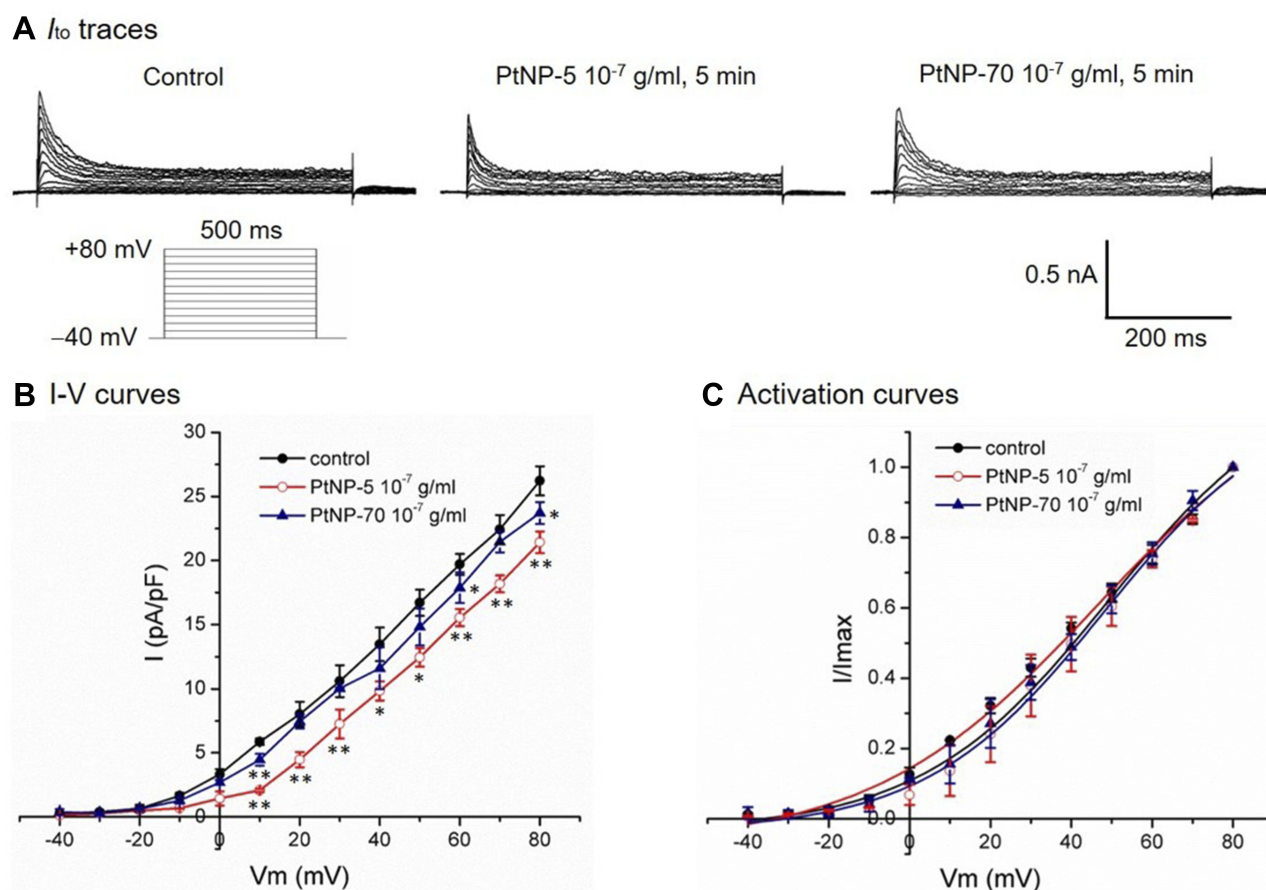 A Ito traces
Control
PtNP-5 10-7 g/ml, 5 min
PtNP-70 10-7 g/ml, 5 min
500 ms
+80 mV
−40 mV
0.5 nA
200 ms
B I-V curves
30
25
20
15
10
5
0
I (pA/pF)
control
PtNP-5 10-7 g/ml
PtNP-70 10-7 g/ml
*
*
**
**
**
*
*
**
**
**
**
-40
-20
0
20
40
60
80
Vm (mV)
C Activation curves
1.0
0.8
0.6
0.4
0.2
0.0
I/Imax
control
PtNP-5 10-7 g/ml
PtNP-70 10-7 g/ml
-40
-20
0
20
40
60
80
Vm (mV)